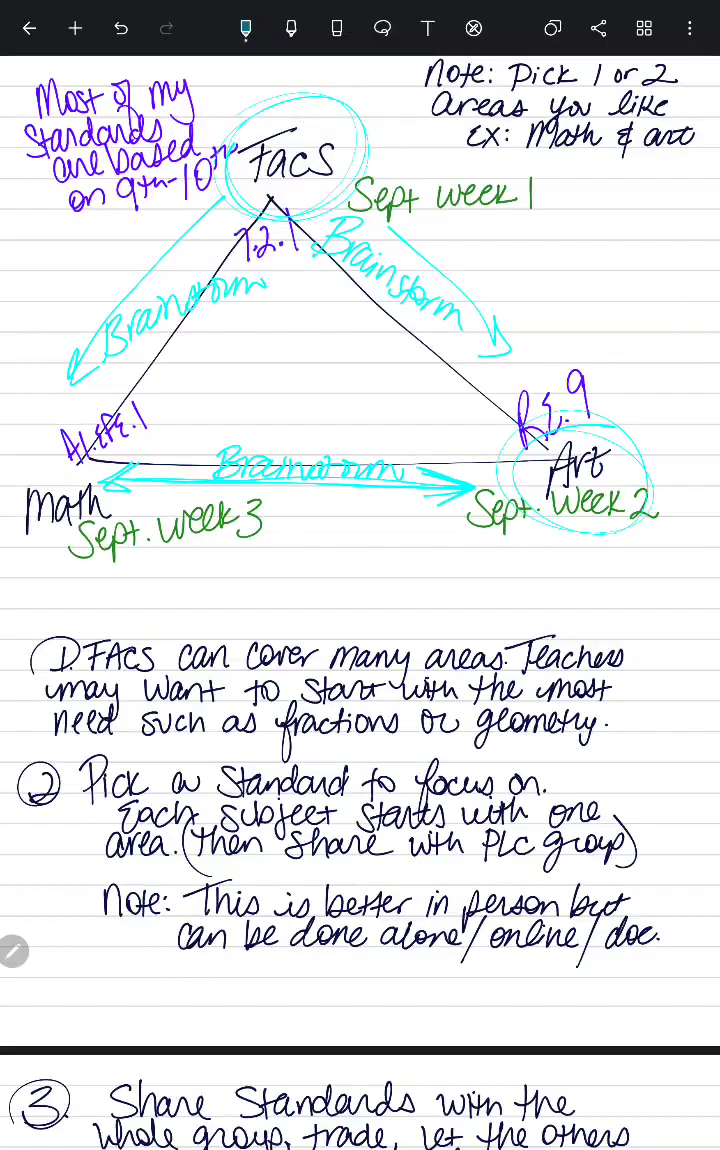 Most of my
Standards
are based
on 9th-10th
Note: Pick 1 or 2
areas you like
Ex: Math & art
Facs
Sept week 1
7.2.1
Brainstorm
Brainstorm
R.E.9
Art
Sept. Week 2
Brainstorm
Math
Sept. Week 3
1. FACS can cover many areas. Teachers
may want to start with the most
need such as fractions or geometry.
2 Pick a Standard to focus on.
Each subject starts with one
area. (Then share with PLC group)
Note: This is better in person but
can be done alone/online/doc.
3. Share Standards with the
whole group, trade, let the others